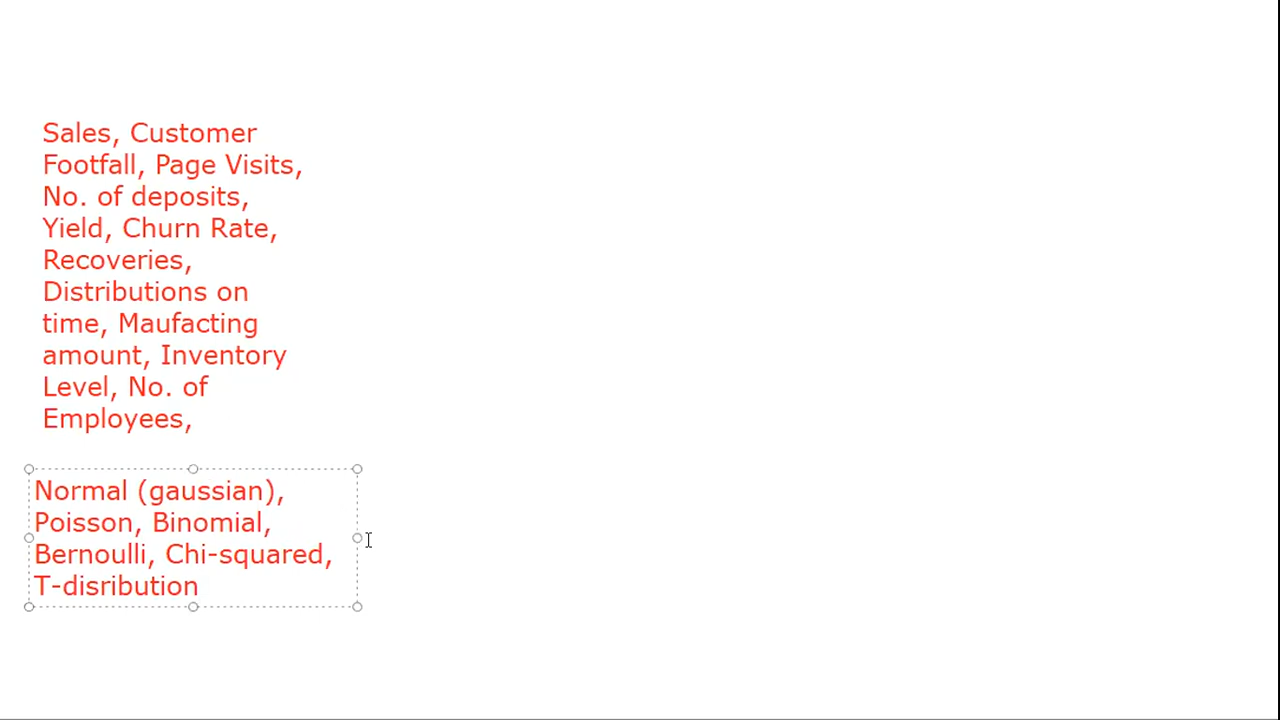 Sales, Customer
Footfall, Page Visits,
No. of deposits,
Yield, Churn Rate,
Recoveries,
Distributions on
time, Maufacting
amount, Inventory
Level, No. of
Employees,
Normal (gaussian),
Poisson, Binomial,
Bernoulli, Chi-squared,
T-disribution